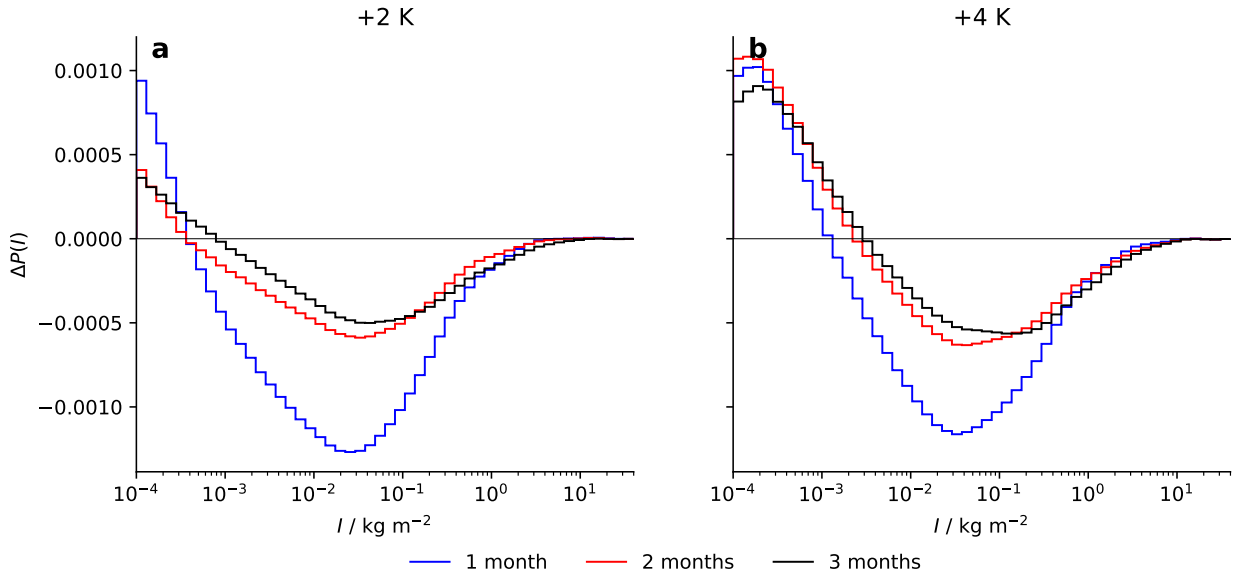 +2 K
+4 K
a
b
ΔP(I)
0.0010
0.0005
0.0000
−0.0005
−0.0010
10⁻⁴ 10⁻³ 10⁻² 10⁻¹ 10⁰ 10¹
10⁻⁴ 10⁻³ 10⁻² 10⁻¹ 10⁰ 10¹
I / kg m⁻²
I / kg m⁻²
1 month 2 months 3 months